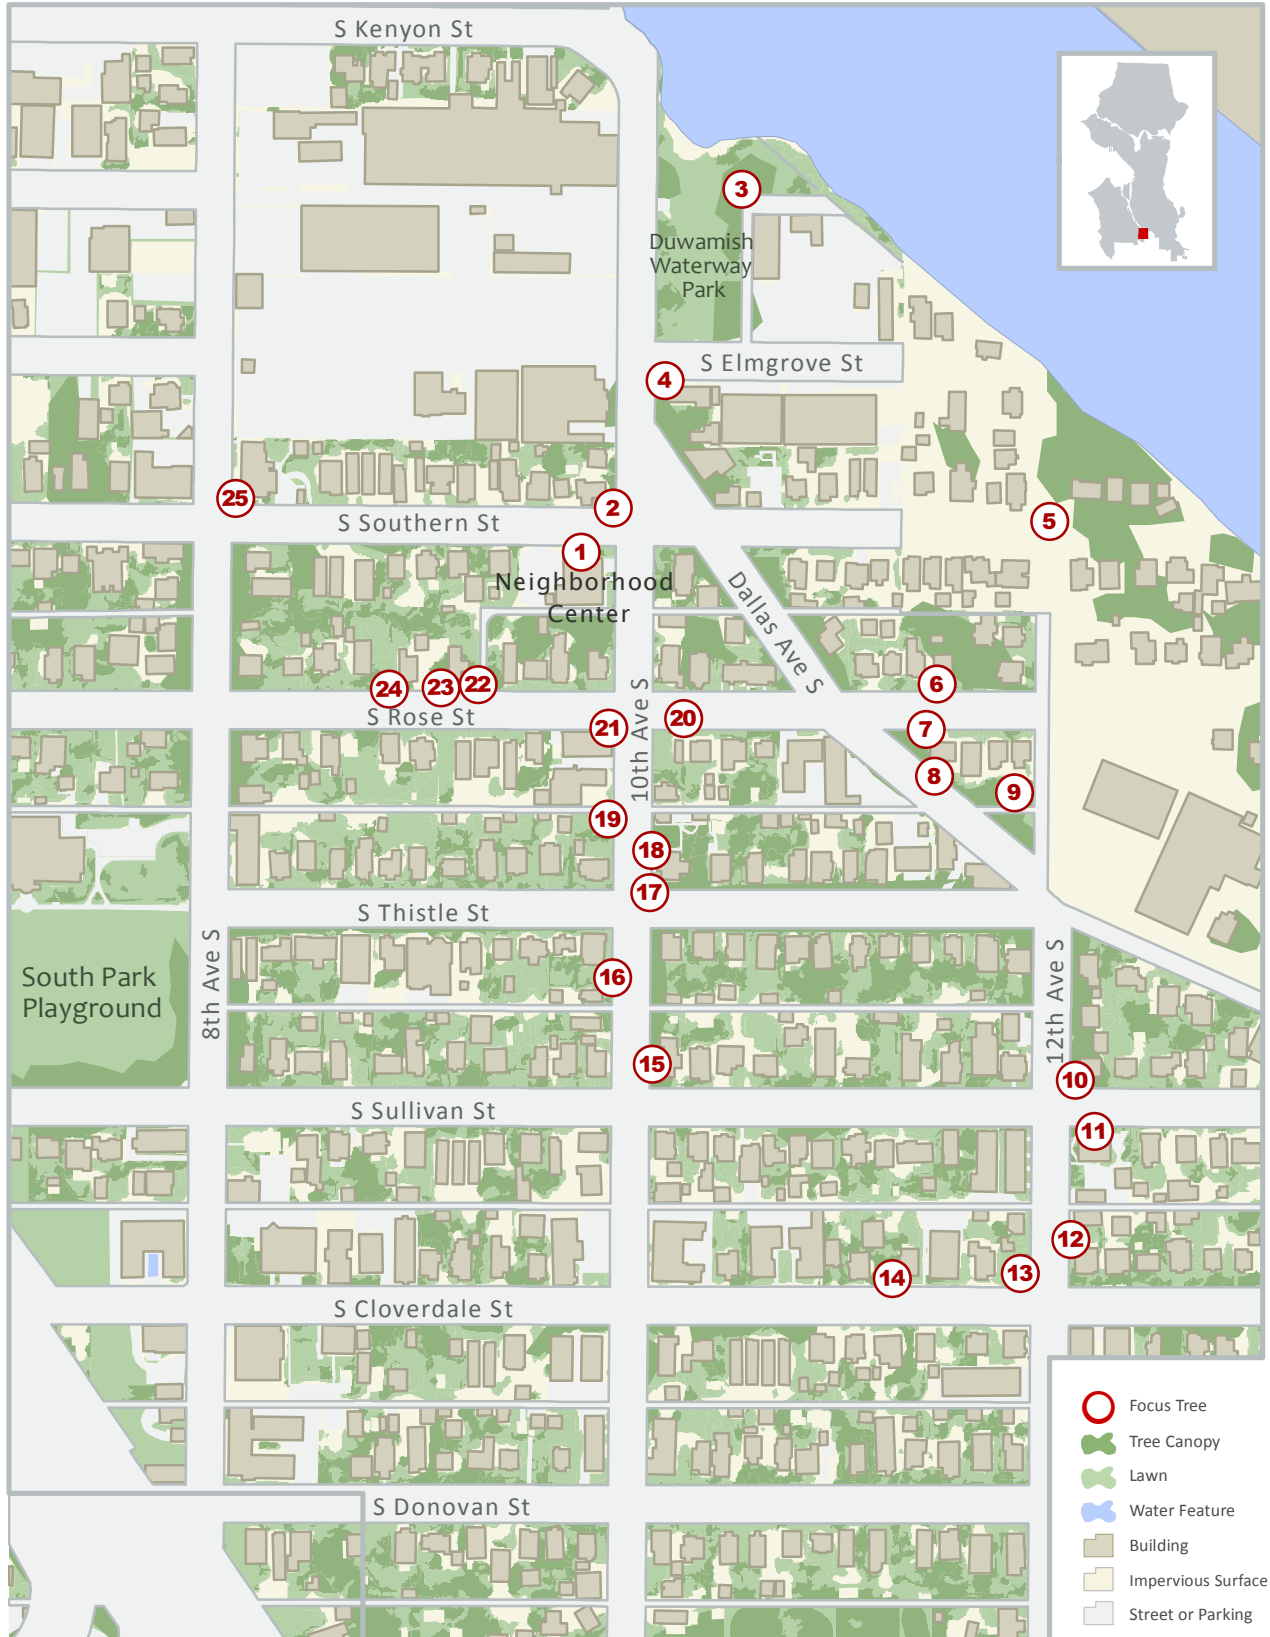 S Kenyon St
3
Duwamish
Waterway
Park
S Elmgrove St
4
25
2
5
S Southern St
1
Neighborhood
Center
Dallas Ave S
24
23
22
6
S Rose St
21
20
7
10th Ave S
8
9
19
18
17
S Thistle St
8th Ave S
South Park
Playground
16
12th Ave S
15
10
S Sullivan St
11
12
14
13
S Cloverdale St
S Donovan St
Focus Tree
Tree Canopy
Lawn
Water Feature
Building
Impervious Surface
Street or Parking